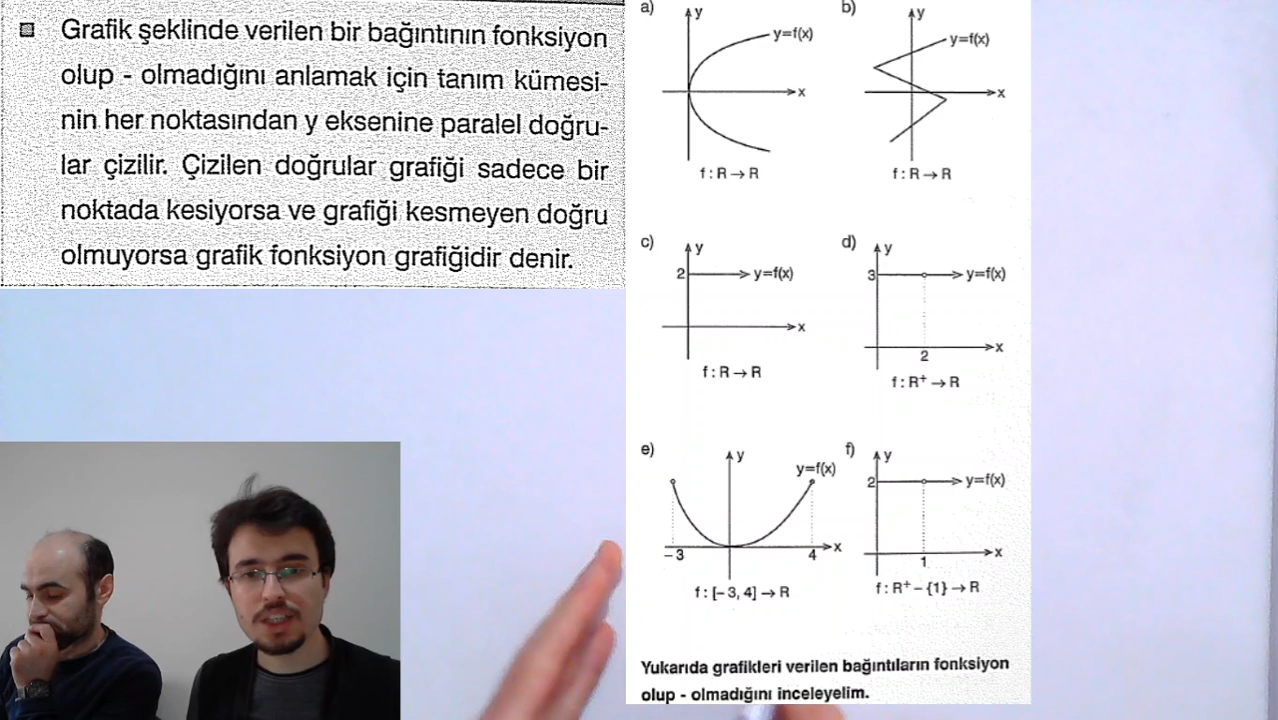 Grafik şeklinde verilen bir bağıntının fonksiyon
olup - olmadığını anlamak için tanım kümesi-
nin her noktasından y eksenine paralel doğru-
lar çizilir. Çizilen doğrular grafiği sadece bir
noktada kesiyorsa ve grafiği kesmeyen doğru
olmuyorsa grafik fonksiyon grafiğidir denir.
a)
y
y=f(x)
x
f : R → R
b)
y
y=f(x)
x
f : R → R
c)
y
2
y=f(x)
x
f : R → R
d)
y
3
y=f(x)
x
2
f : R⁺ → R
e)
y
y=f(x)
x
-3
4
f : [-3, 4] → R
f)
y
2
y=f(x)
x
1
f : R⁺ - {1} → R
Yukarıda grafikleri verilen bağıntıların fonksiyon
olup - olmadığını inceleyelim.